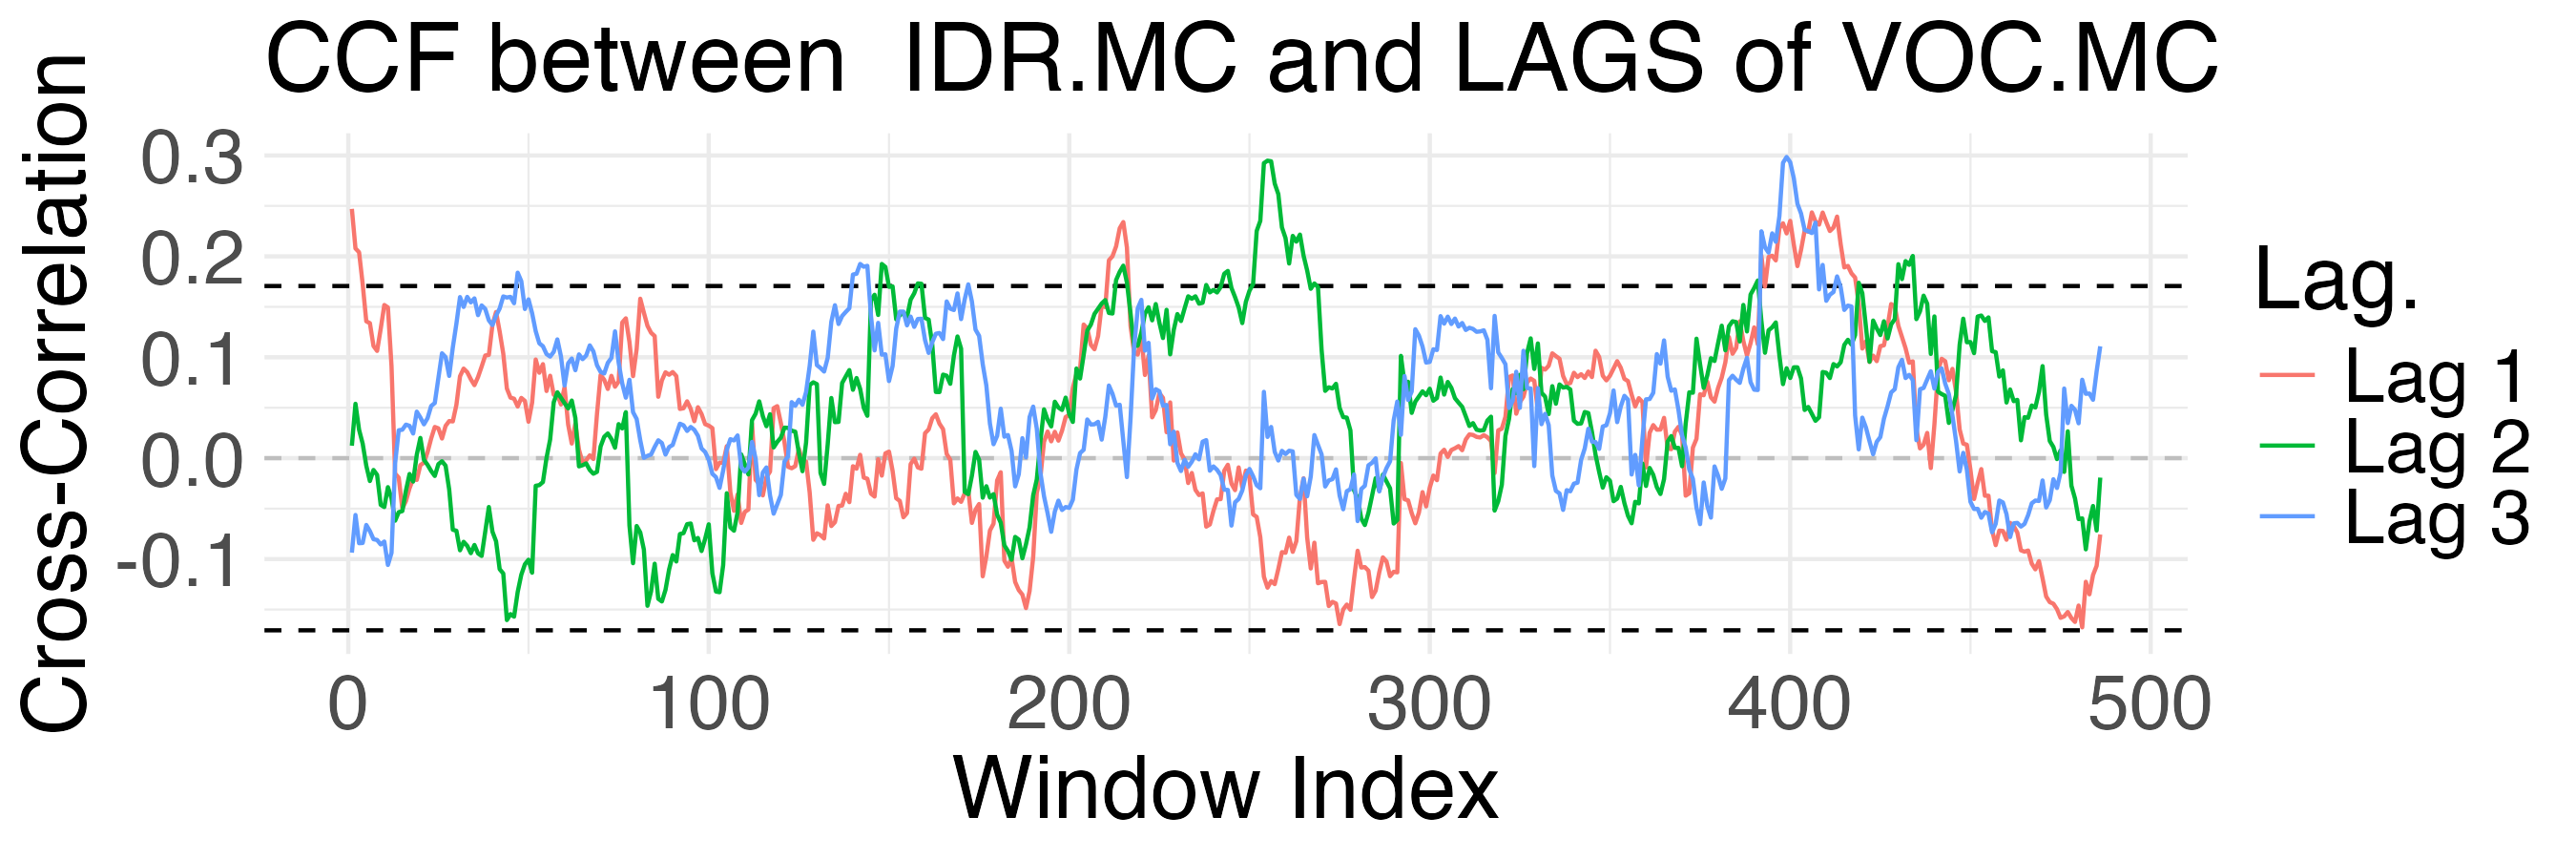 CCF between  IDR.MC and LAGS of VOC.MC
Cross-Correlation
0.3
0.2
0.1
0.0
-0.1
0 100 200 300 400 500
Window Index
Lag.
Lag 1
Lag 2
Lag 3